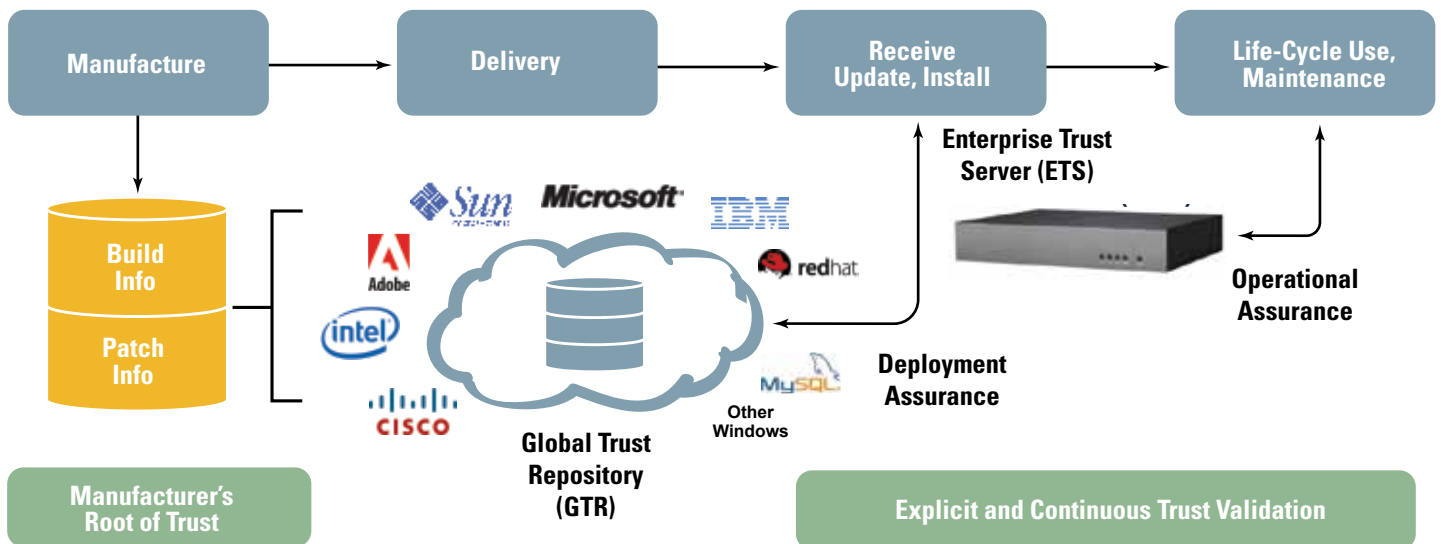 Manufacture
Delivery
Receive
Update, Install
Life-Cycle Use,
Maintenance
Enterprise Trust
Server (ETS)
Build
Info
Patch
Info
Sun
Microsoft
IBM
Adobe
redhat
intel
MySQL
CISCO
Other
Windows
Operational
Assurance
Deployment
Assurance
Global Trust
Repository
(GTR)
Manufacturer's
Root of Trust
Explicit and Continuous Trust Validation